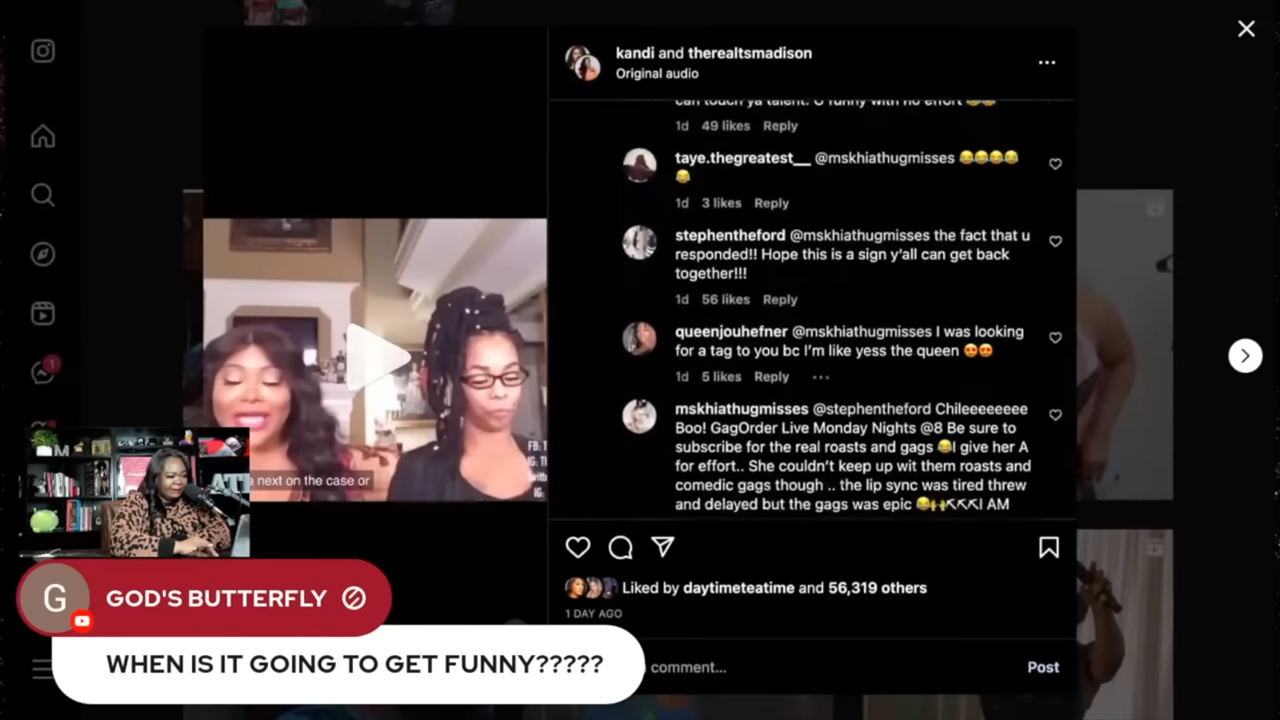 kandi and therealtsmadison
Original audio
can touch ya talent. U funny with no effort 😂😂
1d 49 likes Reply
taye.thegreatest__ @mskhiathugmisses 😂😂😂😂
😂
1d 3 likes Reply
stephentheford @mskhiathugmisses the fact that u
responded!! Hope this is a sign y'all can get back
together!!!
1d 56 likes Reply
queenjouhefner @mskhiathugmisses I was looking
for a tag to you bc I'm like yess the queen 😍😍
1d 5 likes Reply
mskhiathugmisses @stephentheford Chileeeeeeee
Boo! GagOrder Live Monday Nights @8 Be sure to
subscribe for the real roasts and gags 😂I give her A
for effort.. She couldn't keep up wit them roasts and
comedic gags though .. the lip sync was tired threw
and delayed but the gags was epic 😂🙌⛏⛏⛏I AM
Liked by daytimeteatime and 56,319 others
1 DAY AGO
comment...
Post
next on the case or
FB: 1
IG:
IG:
1
M
ATL
G
GOD'S BUTTERFLY
WHEN IS IT GOING TO GET FUNNY?????